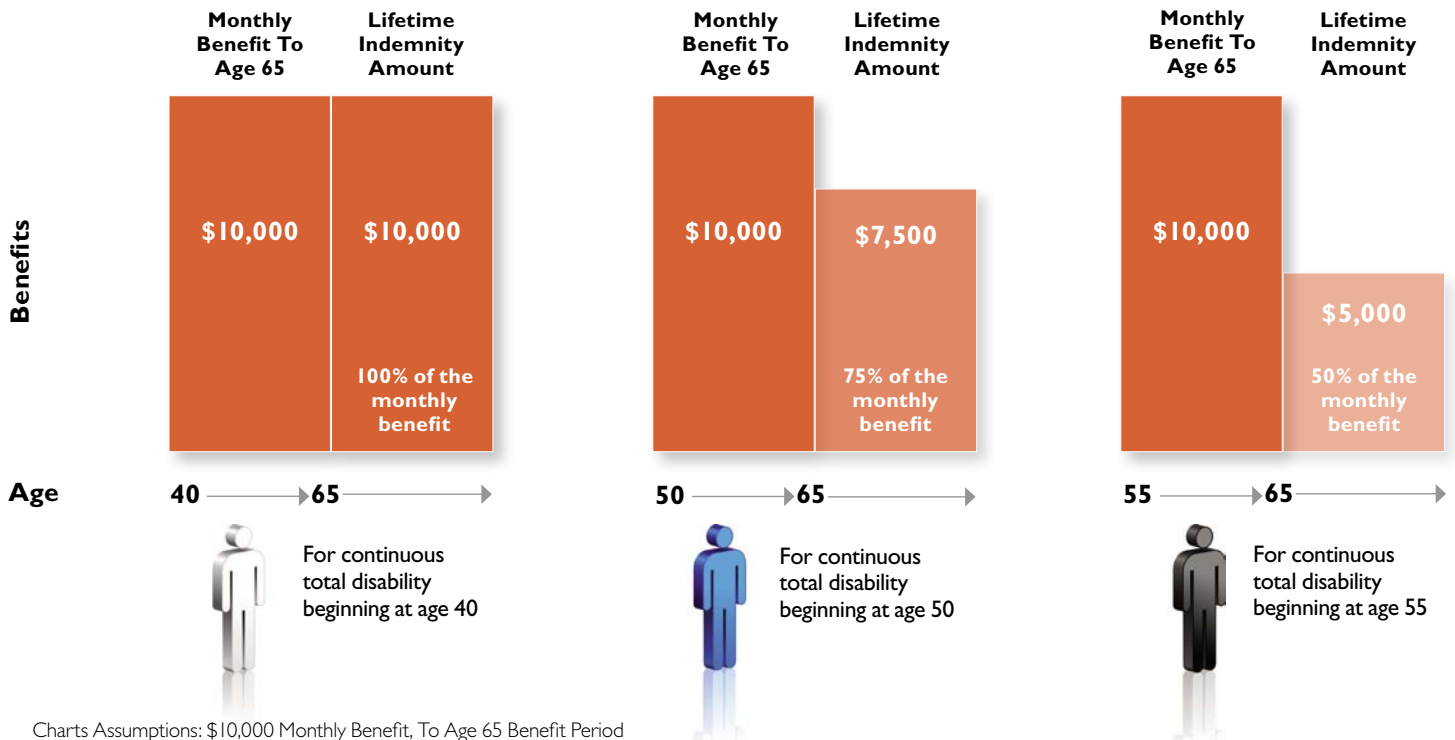 Monthly
Benefit To
Age 65
Lifetime
Indemnity
Amount
Monthly
Benefit To
Age 65
Lifetime
Indemnity
Amount
Monthly
Benefit To
Age 65
Lifetime
Indemnity
Amount
Benefits
$10,000
$10,000
100% of the
monthly
benefit
$10,000
$7,500
75% of the
monthly
benefit
$10,000
$5,000
50% of the
monthly
benefit
Age
40
65
50
65
55
65
For continuous
total disability
beginning at age 40
For continuous
total disability
beginning at age 50
For continuous
total disability
beginning at age 55
Charts Assumptions: $10,000 Monthly Benefit, To Age 65 Benefit Period